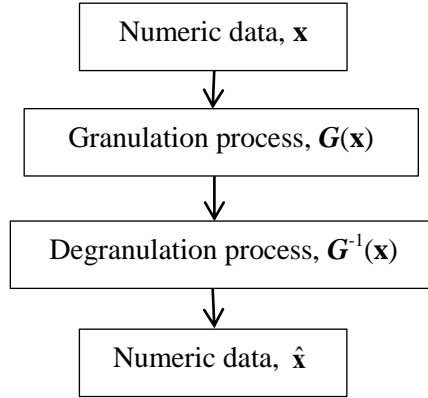 Numeric data, x
Granulation process, G(x)
Degranulation process, G⁻¹(x)
Numeric data, x̂